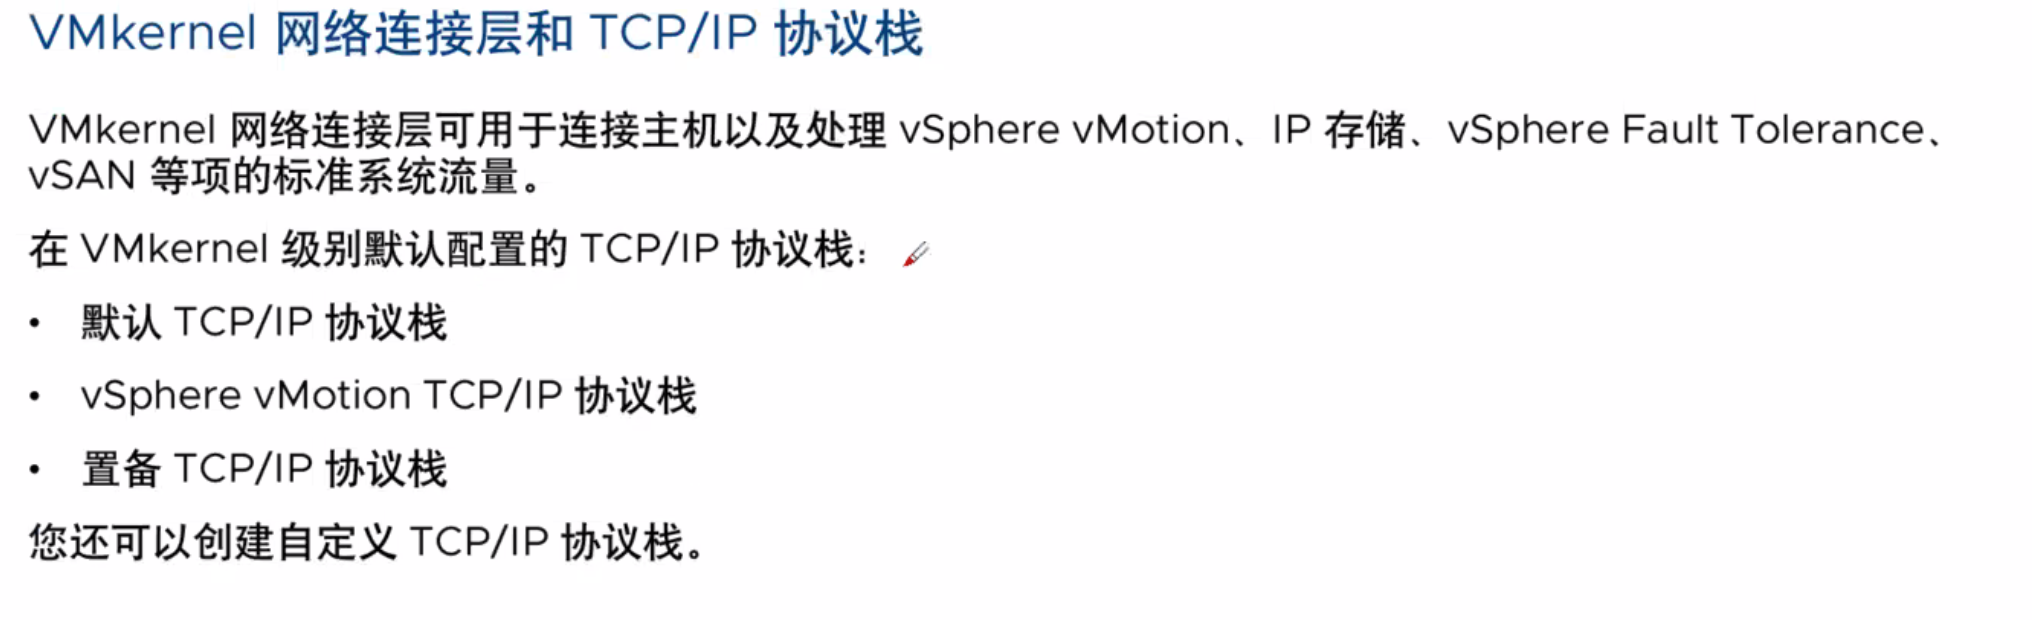 VMkernel 网络连接层和 TCP/IP 协议栈
VMkernel 网络连接层可用于连接主机以及处理 vSphere vMotion、IP 存储、vSphere Fault Tolerance、
vSAN 等项的标准系统流量。
在 VMkernel 级别默认配置的 TCP/IP 协议栈：
• 默认 TCP/IP 协议栈
• vSphere vMotion TCP/IP 协议栈
• 置备 TCP/IP 协议栈
您还可以创建自定义 TCP/IP 协议栈。